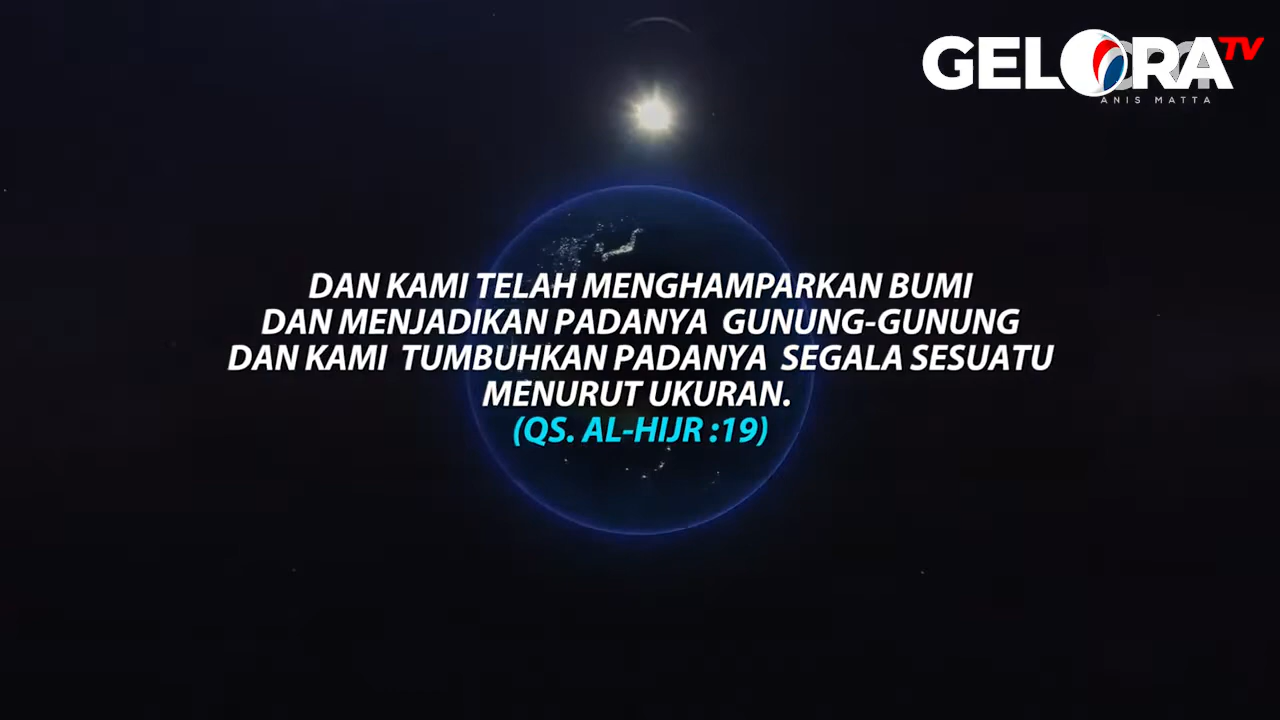 GELORA TV
ANIS MATTA
DAN KAMI TELAH MENGHAMPARKAN BUMI
DAN MENJADIKAN PADANYA GUNUNG-GUNUNG
DAN KAMI TUMBUHKAN PADANYA SEGALA SESUATU
MENURUT UKURAN.
(QS. AL-HIJR :19)